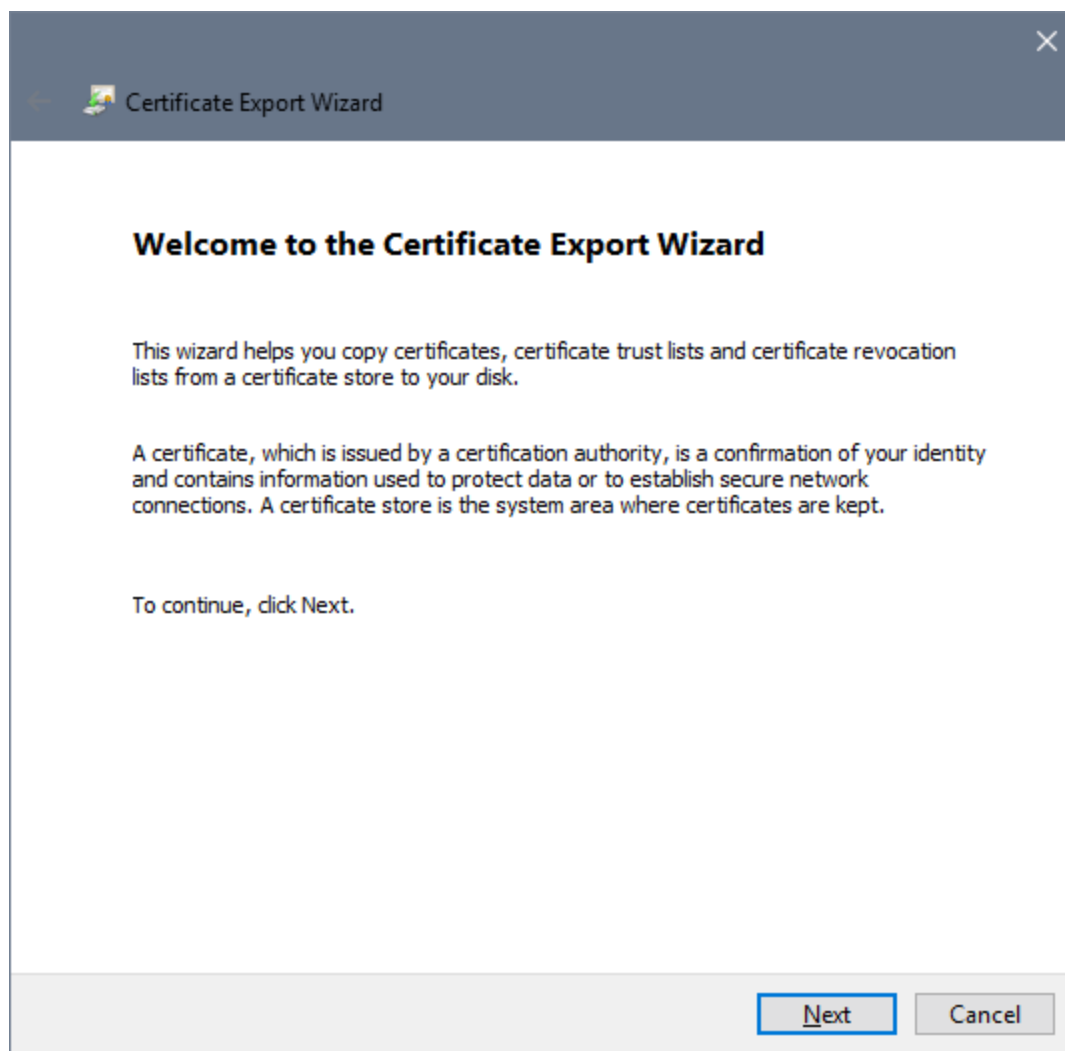 Certificate Export Wizard
Welcome to the Certificate Export Wizard
This wizard helps you copy certificates, certificate trust lists and certificate revocation
lists from a certificate store to your disk.
A certificate, which is issued by a certification authority, is a confirmation of your identity
and contains information used to protect data or to establish secure network
connections. A certificate store is the system area where certificates are kept.
To continue, click Next.
Next Cancel